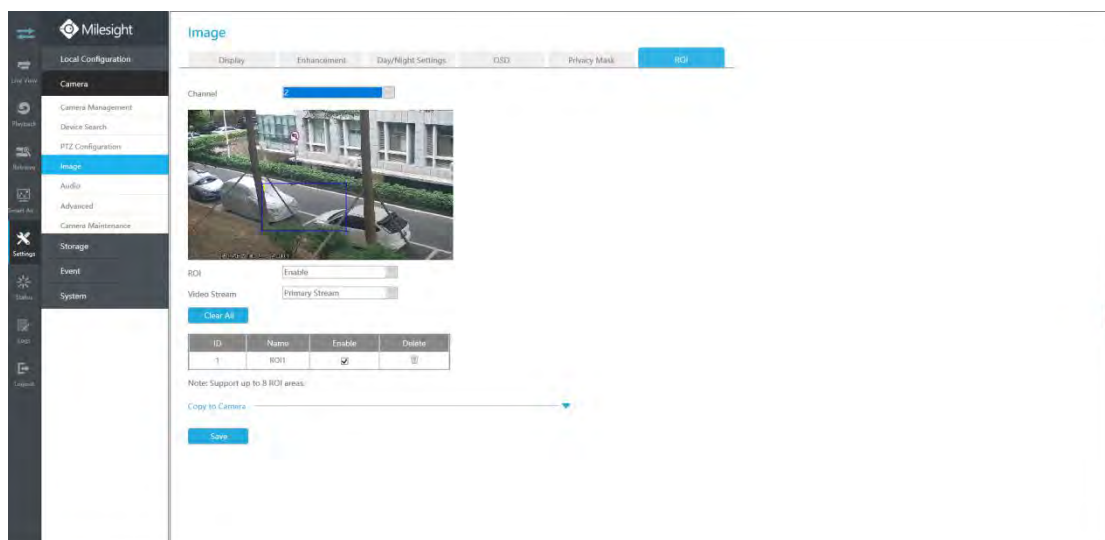 Milesight
Local Configuration
Camera
Camera Management
Device Search
PTZ Configuration
Image
Audio
Advanced
Camera Maintenance
Storage
Event
System
Live View
Playback
Retrieve
Settings
Status
Logs
Logout
Image
Display Enhancement Day/Night Settings OSD Privacy Mask ROI
Channel 2
ROI Enable
Video Stream Primary Stream
Clear All
ID Name Enable Delete
1 ROI1
Note: Support up to 8 ROI areas.
Copy to Camera
Save